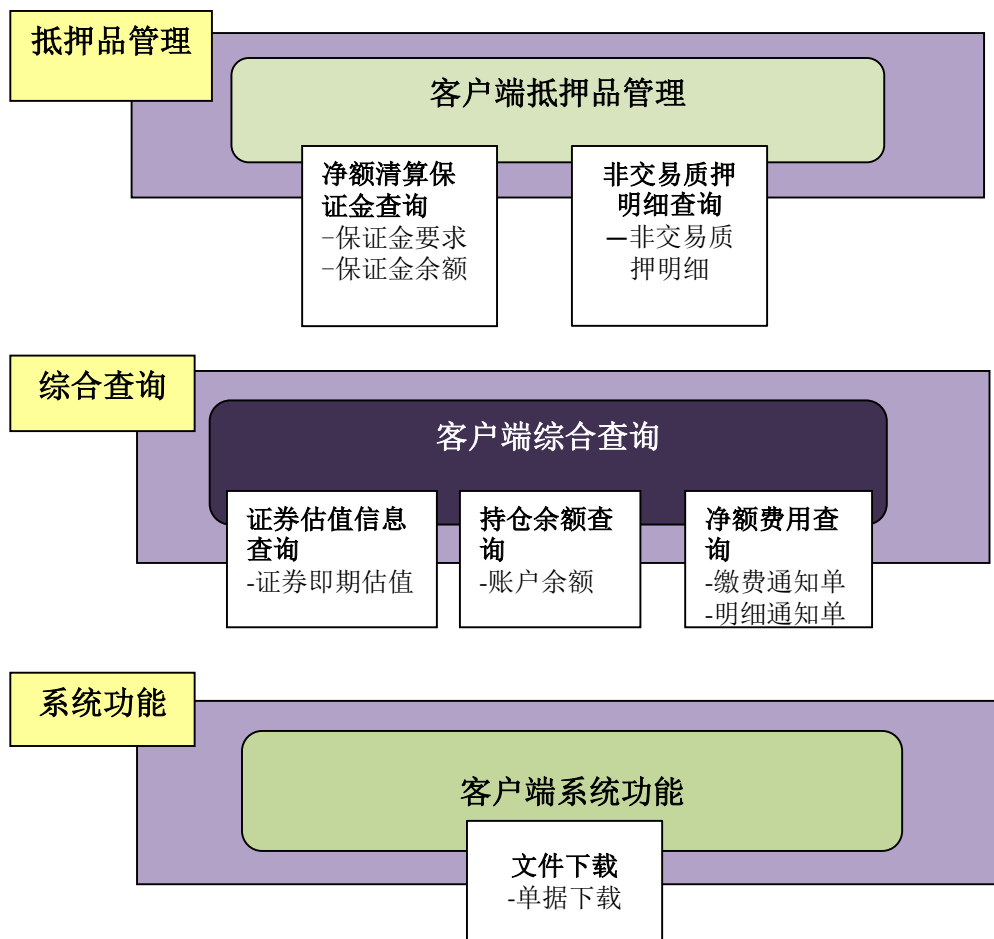 抵押品管理
客户端抵押品管理
净额清算保
证金查询
-保证金要求
-保证金余额
非交易质押
明细查询
—非交易质
押明细
综合查询
客户端综合查询
证券估值信息
查询
-证券即期估值
持仓余额查
询
-账户余额
净额费用查
询
-缴费通知单
-明细通知单
系统功能
客户端系统功能
文件下载
-单据下载